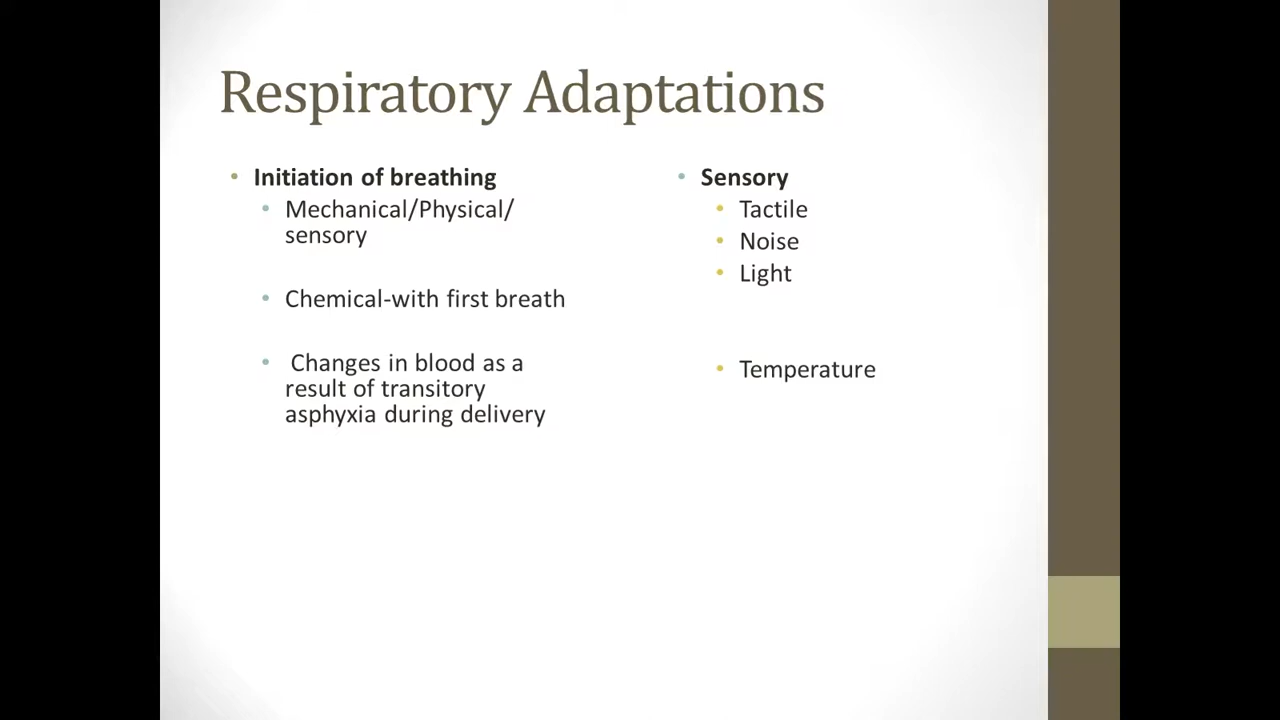 Respiratory Adaptations
• Initiation of breathing
• Mechanical/Physical/
sensory
• Chemical-with first breath
• Changes in blood as a
result of transitory
asphyxia during delivery
• Sensory
• Tactile
• Noise
• Light
• Temperature